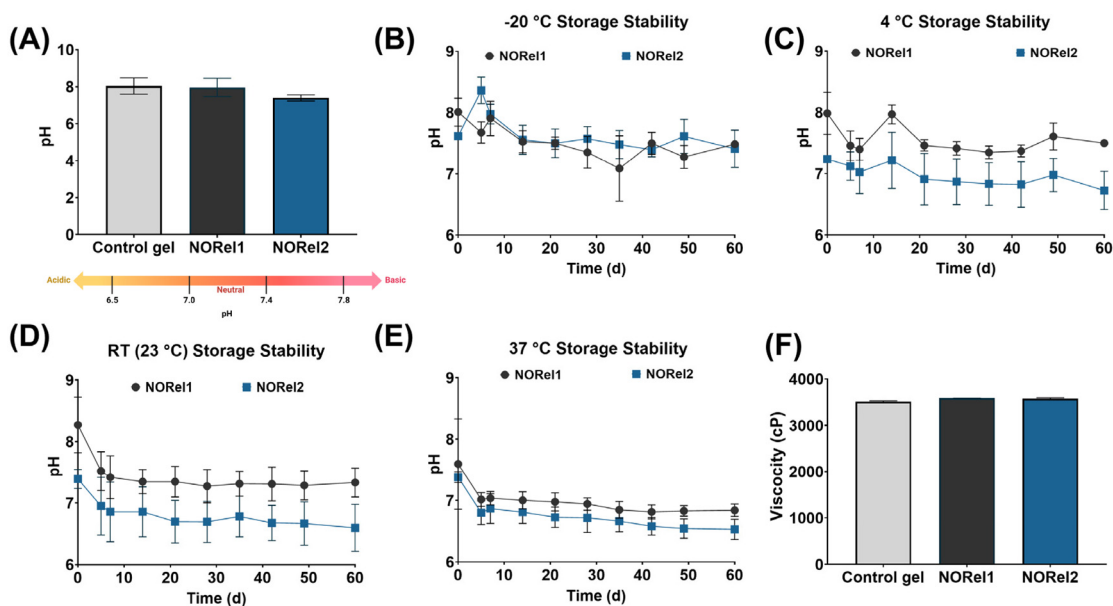 (A)
10
8
6
4
2
0
pH
Control gel NORel1 NORel2
Acidic Basic
Neutral
6.5 7.0 7.4 7.8
pH
(B)
-20 °C Storage Stability
NORel1 NORel2
9
8
7
6
pH
0 10 20 30 40 50 60
Time (d)
(C)
4 °C Storage Stability
NORel1 NORel2
9
8
7
6
pH
0 10 20 30 40 50 60
Time (d)
(D)
RT (23 °C) Storage Stability
NORel1 NORel2
9
8
7
6
pH
0 10 20 30 40 50 60
Time (d)
(E)
37 °C Storage Stability
NORel1 NORel2
9
8
7
6
pH
0 10 20 30 40 50 60
Time (d)
(F)
4000
3000
2000
1000
0
Viscocity (cP)
Control gel NORel1 NORel2